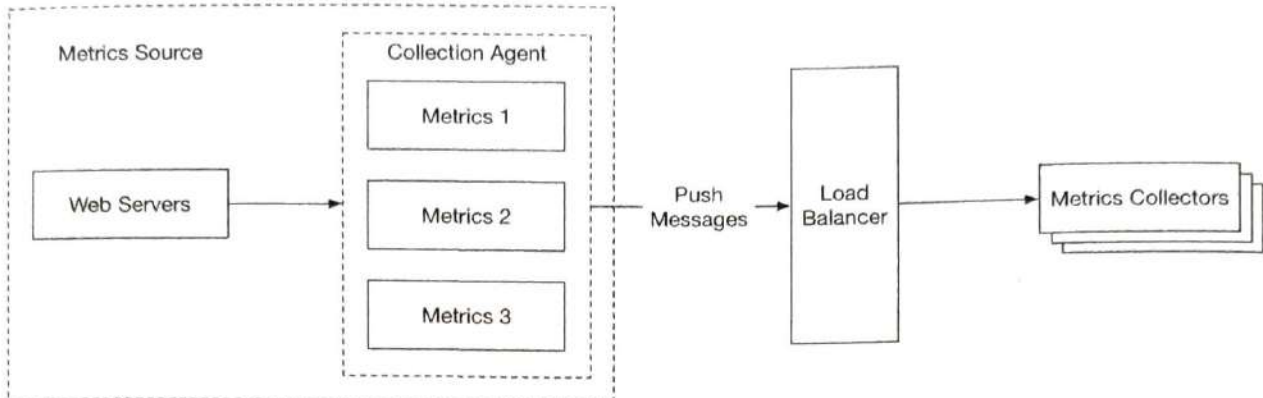 Metrics Source
Collection Agent
Metrics 1
Web Servers
Metrics 2
Metrics 3
Push
Messages
Load
Balancer
Metrics Collectors